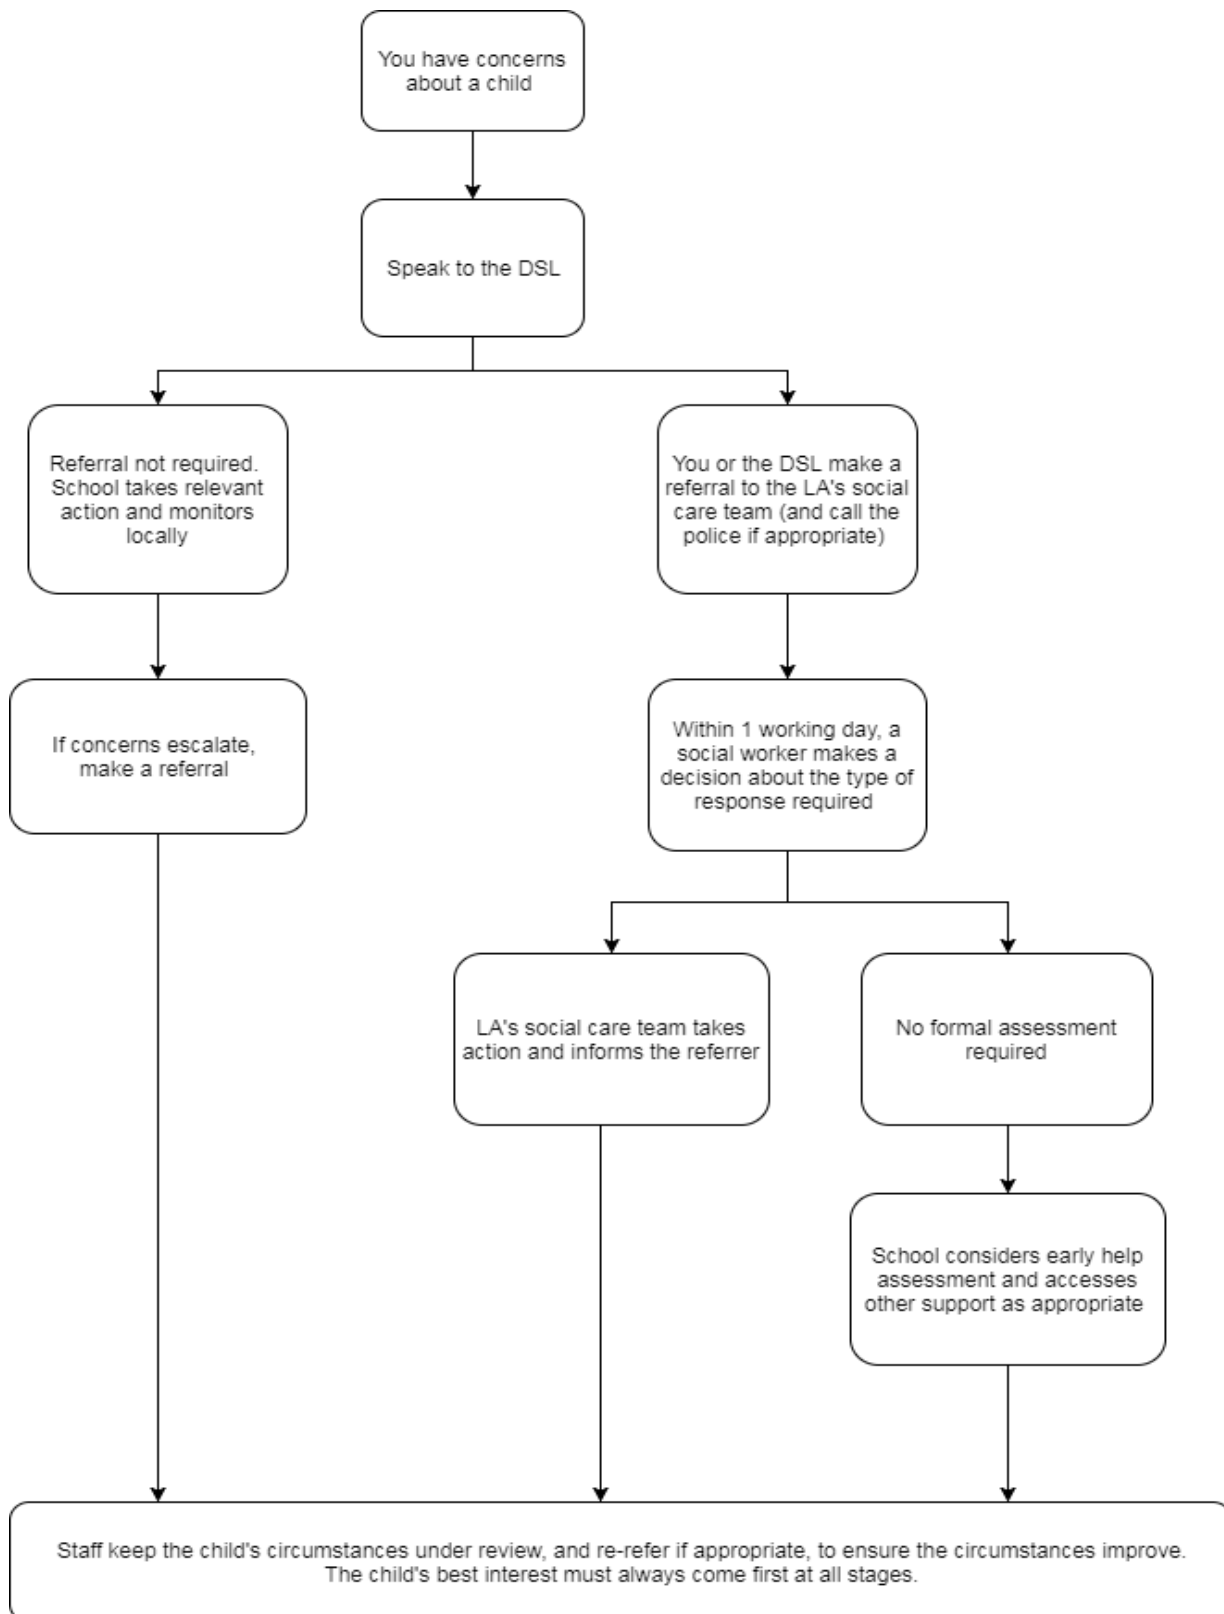 You have concerns
about a child
Speak to the DSL
Referral not required.
School takes relevant
action and monitors
locally
You or the DSL make a
referral to the LA's social
care team (and call the
police if appropriate)
If concerns escalate,
make a referral
Within 1 working day, a
social worker makes a
decision about the type of
response required
LA's social care team takes
action and informs the referrer
No formal assessment
required
School considers early help
assessment and accesses
other support as appropriate
Staff keep the child's circumstances under review, and re-refer if appropriate, to ensure the circumstances improve.
The child's best interest must always come first at all stages.